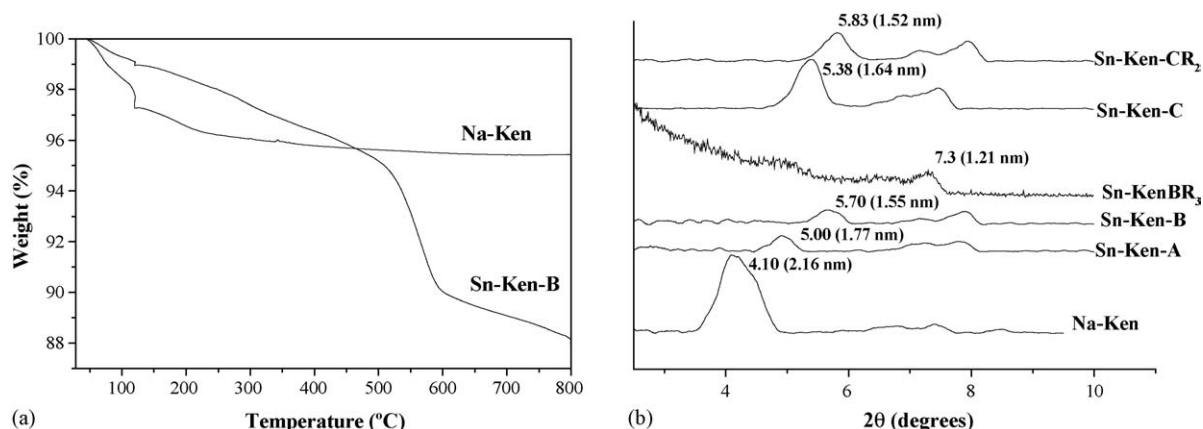 100
98
96
94
92
90
88
Weight (%)
Na-Ken
Sn-Ken-B
100
200
300
400
500
600
700
800
Temperature (ºC)
(a)
5.83 (1.52 nm)
Sn-Ken-CR2
5.38 (1.64 nm)
Sn-Ken-C
7.3 (1.21 nm)
Sn-KenBR3
5.70 (1.55 nm)
Sn-Ken-B
5.00 (1.77 nm)
Sn-Ken-A
4.10 (2.16 nm)
Na-Ken
4
6
8
10
2θ (degrees)
(b)